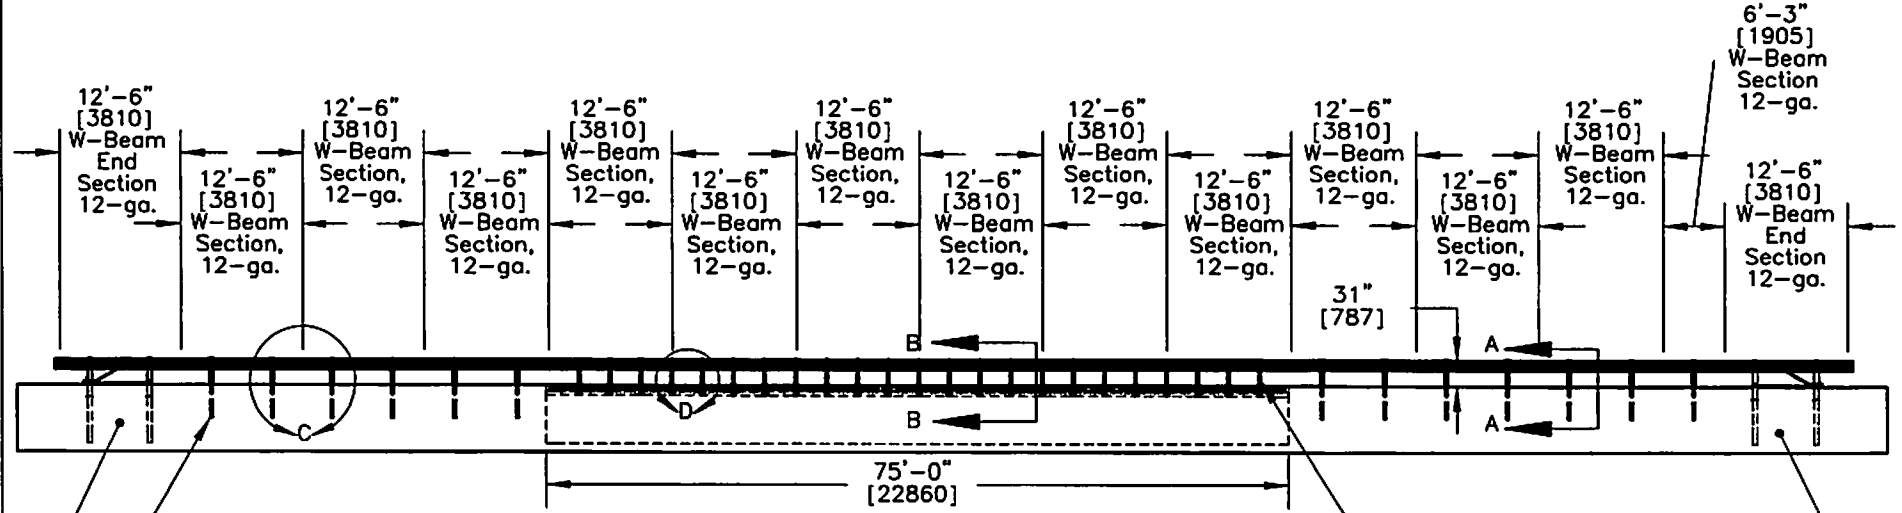 12'-6"
[3810]
W-Beam
End
Section
12-ga.
12'-6"
[3810]
W-Beam
Section,
12-ga.
12'-6"
[3810]
W-Beam
Section,
12-ga.
12'-6"
[3810]
W-Beam
Section,
12-ga.
12'-6"
[3810]
W-Beam
Section,
12-ga.
12'-6"
[3810]
W-Beam
Section,
12-ga.
12'-6"
[3810]
W-Beam
Section,
12-ga.
12'-6"
[3810]
W-Beam
Section,
12-ga.
12'-6"
[3810]
W-Beam
Section,
12-ga.
12'-6"
[3810]
W-Beam
Section,
12-ga.
12'-6"
[3810]
W-Beam
Section,
12-ga.
12'-6"
[3810]
W-Beam
Section,
12-ga.
12'-6"
[3810]
W-Beam
Section
12-ga.
6'-3"
[1905]
W-Beam
Section
12-ga.
12'-6"
[3810]
W-Beam
End
Section
12-ga.
31"
[787]
B
A
C
D
B
A
75'-0"
[22860]